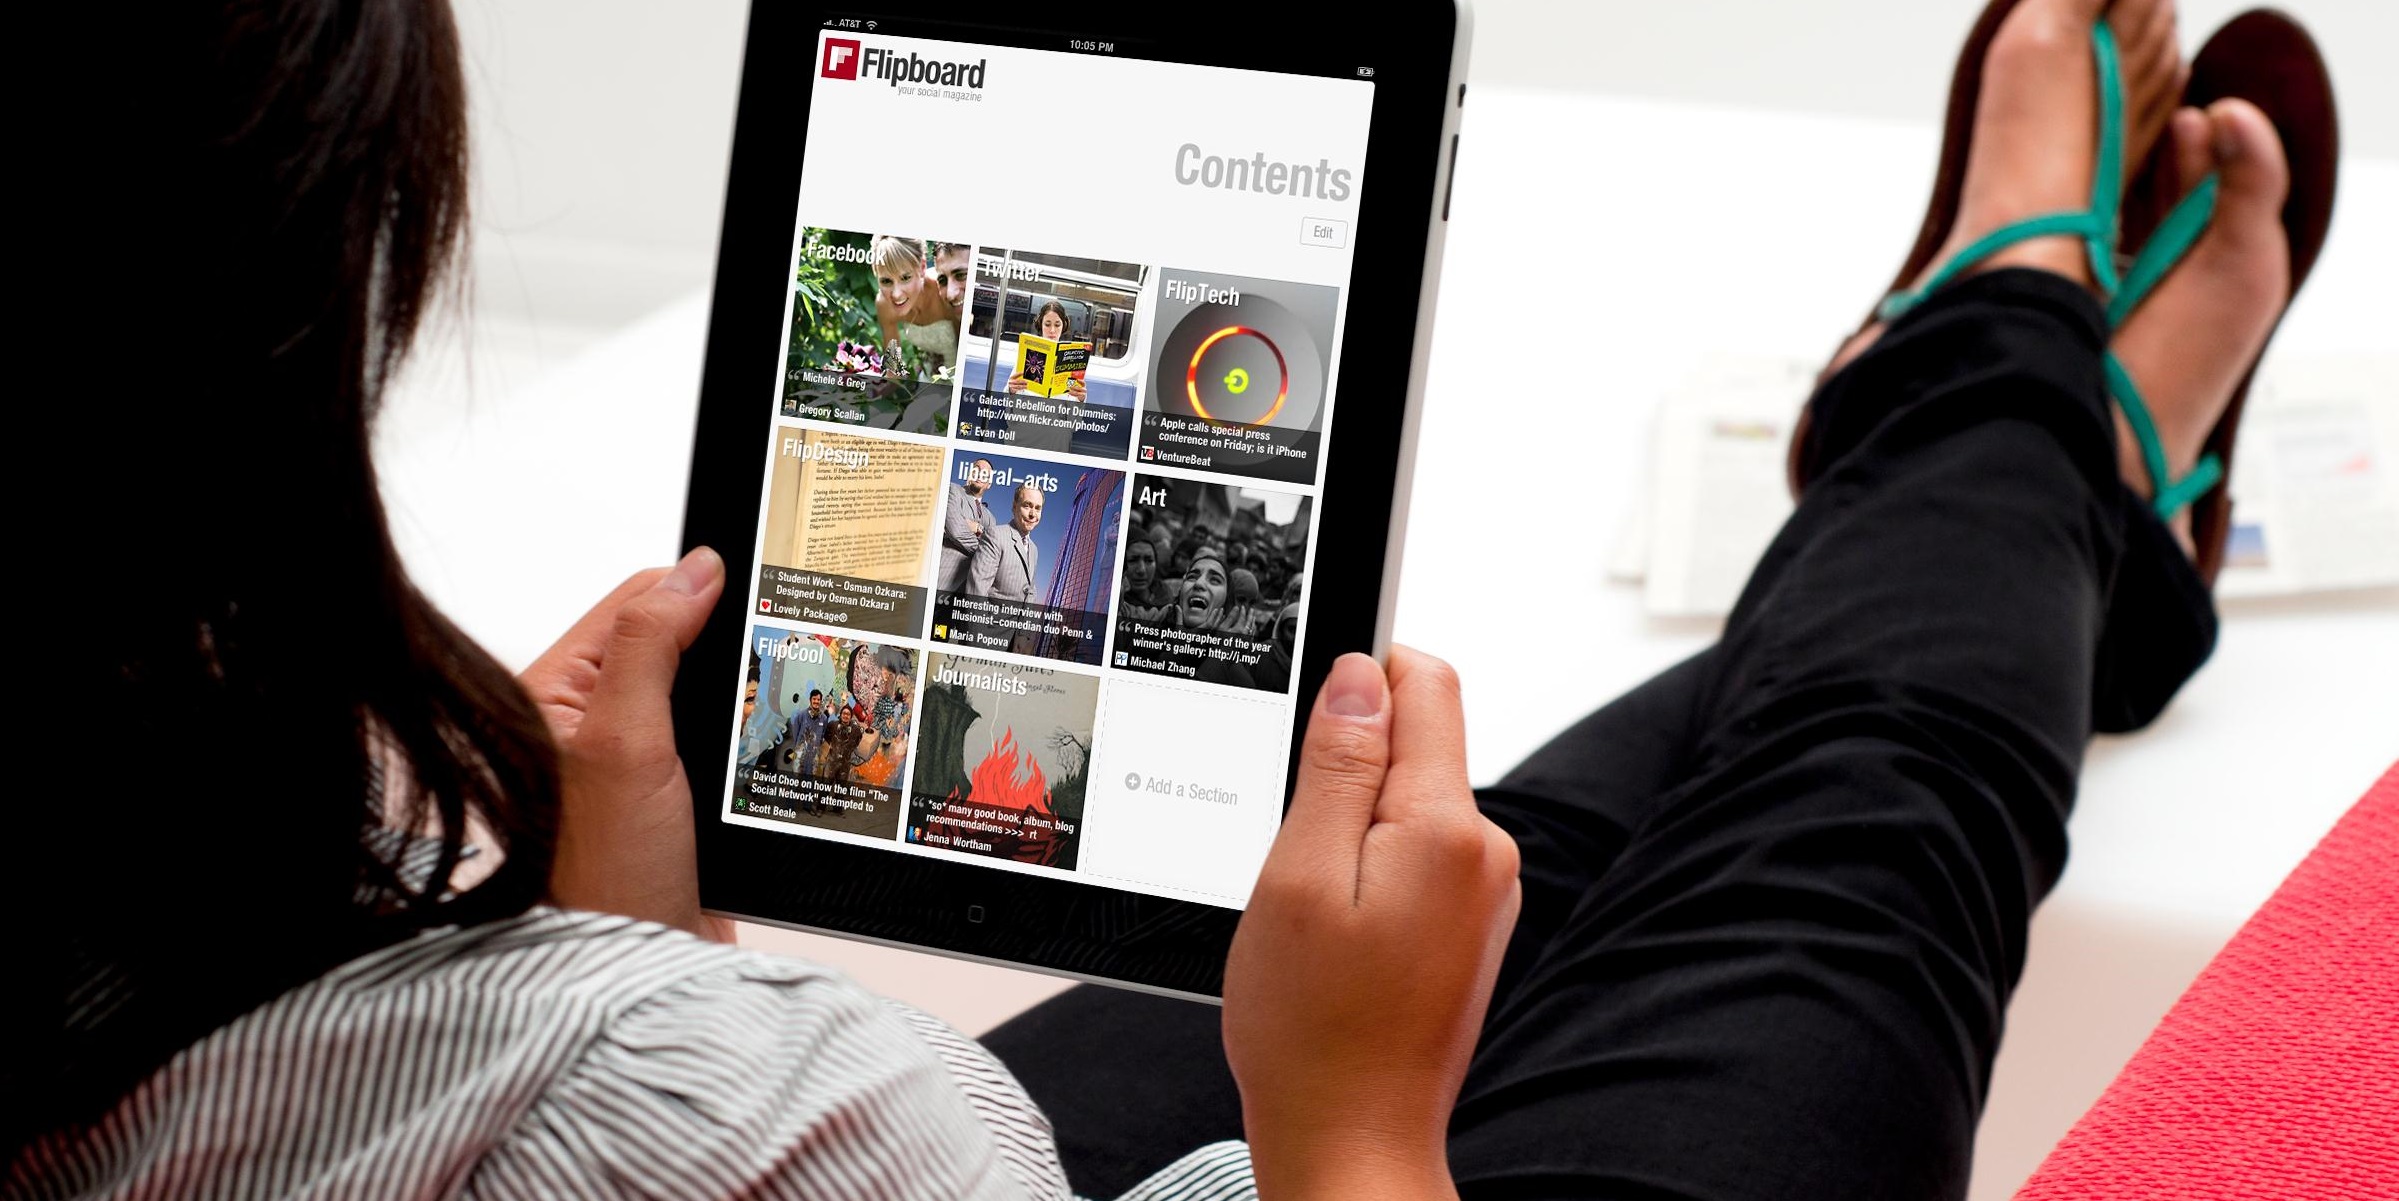 AT&T
10:05 PM
Flipboard
your social magazine
Contents
Edit
Facebook
“ Michele & Greg
Gregory Scallan
Twitter
“ Galactic Rebellion for Dummies:
http://www.flickr.com/photos/
Evan Doll
FlipTech
“ Apple calls special press
conference on Friday; is it iPhone
VentureBeat
FlipDesign
“ Student Work – Osman Ozkara:
Designed by Osman Ozkara |
Lovely Package®
liberal–arts
“ Interesting interview with
illusionist–comedian duo Penn &
Maria Popova
Art
“ Press photographer of the year
winner's gallery: http://j.mp/
Michael Zhang
FlipCool
“ David Choe on how the film "The
Social Network" attempted to
Scott Beale
Journalists
“ *so* many good book, album, blog
recommendations >>> rt
Jenna Wortham
Add a Section